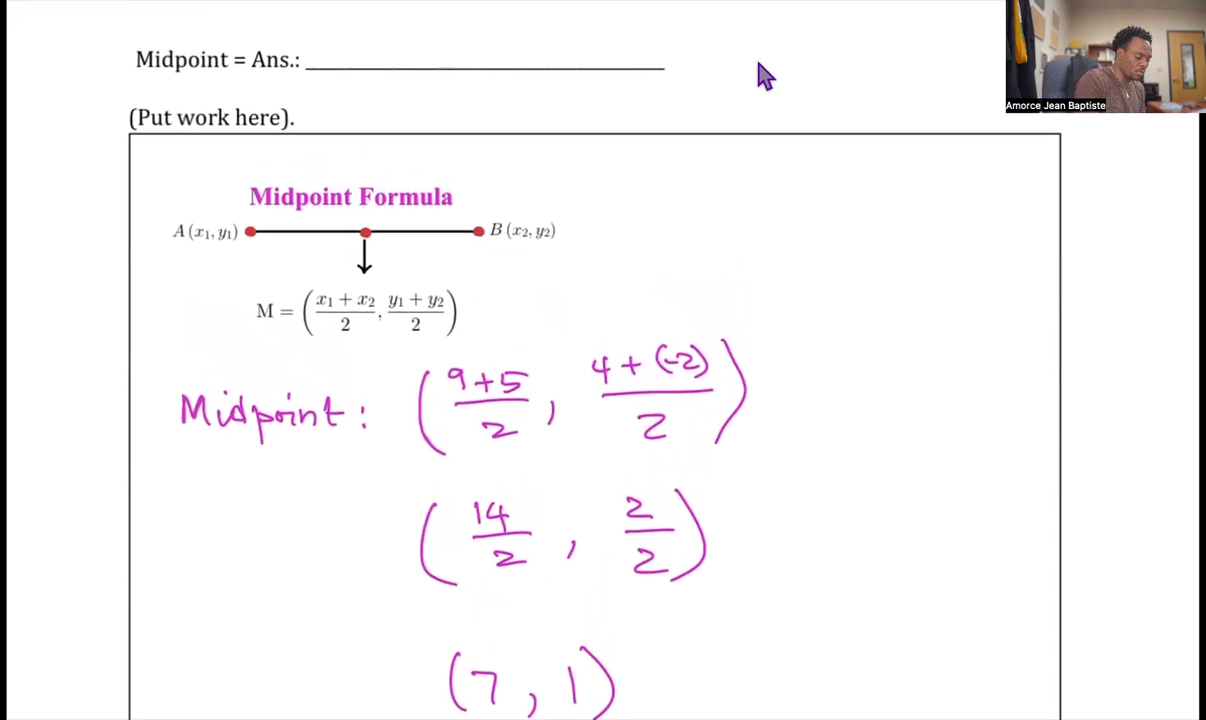 Midpoint = Ans.: ______________________________
Amorce Jean Baptiste
(Put work here).
Midpoint Formula
A (x₁, y₁) B (x₂, y₂)
M = ( (x₁ + x₂)/2 , (y₁ + y₂)/2 )
Midpoint: ( (9+5)/2 , (4+(-2))/2 )
( 14/2 , 2/2 )
(7, 1)